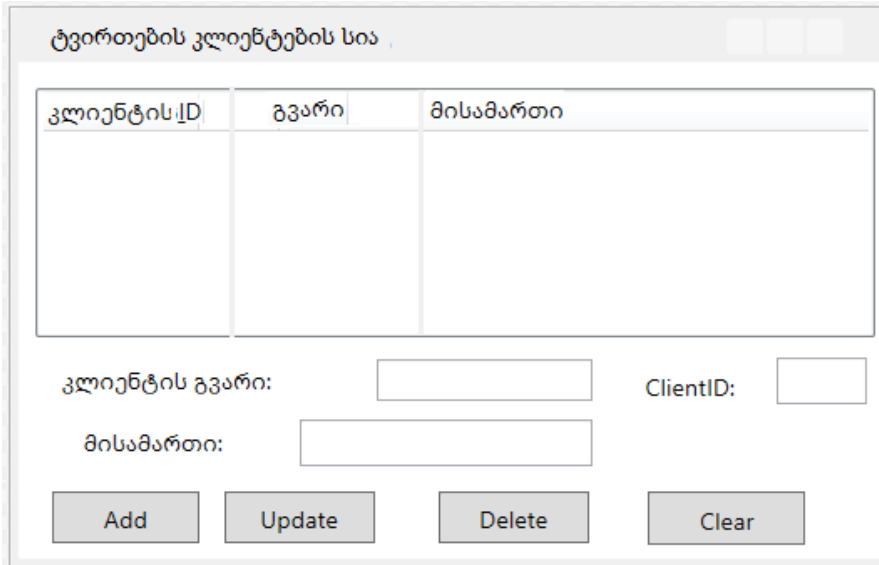 ტვირთების კლიენტების სია
კლიენტის ID გვარი მისამართი
კლიენტის გვარი: ClientID:
მისამართი:
Add Update Delete Clear